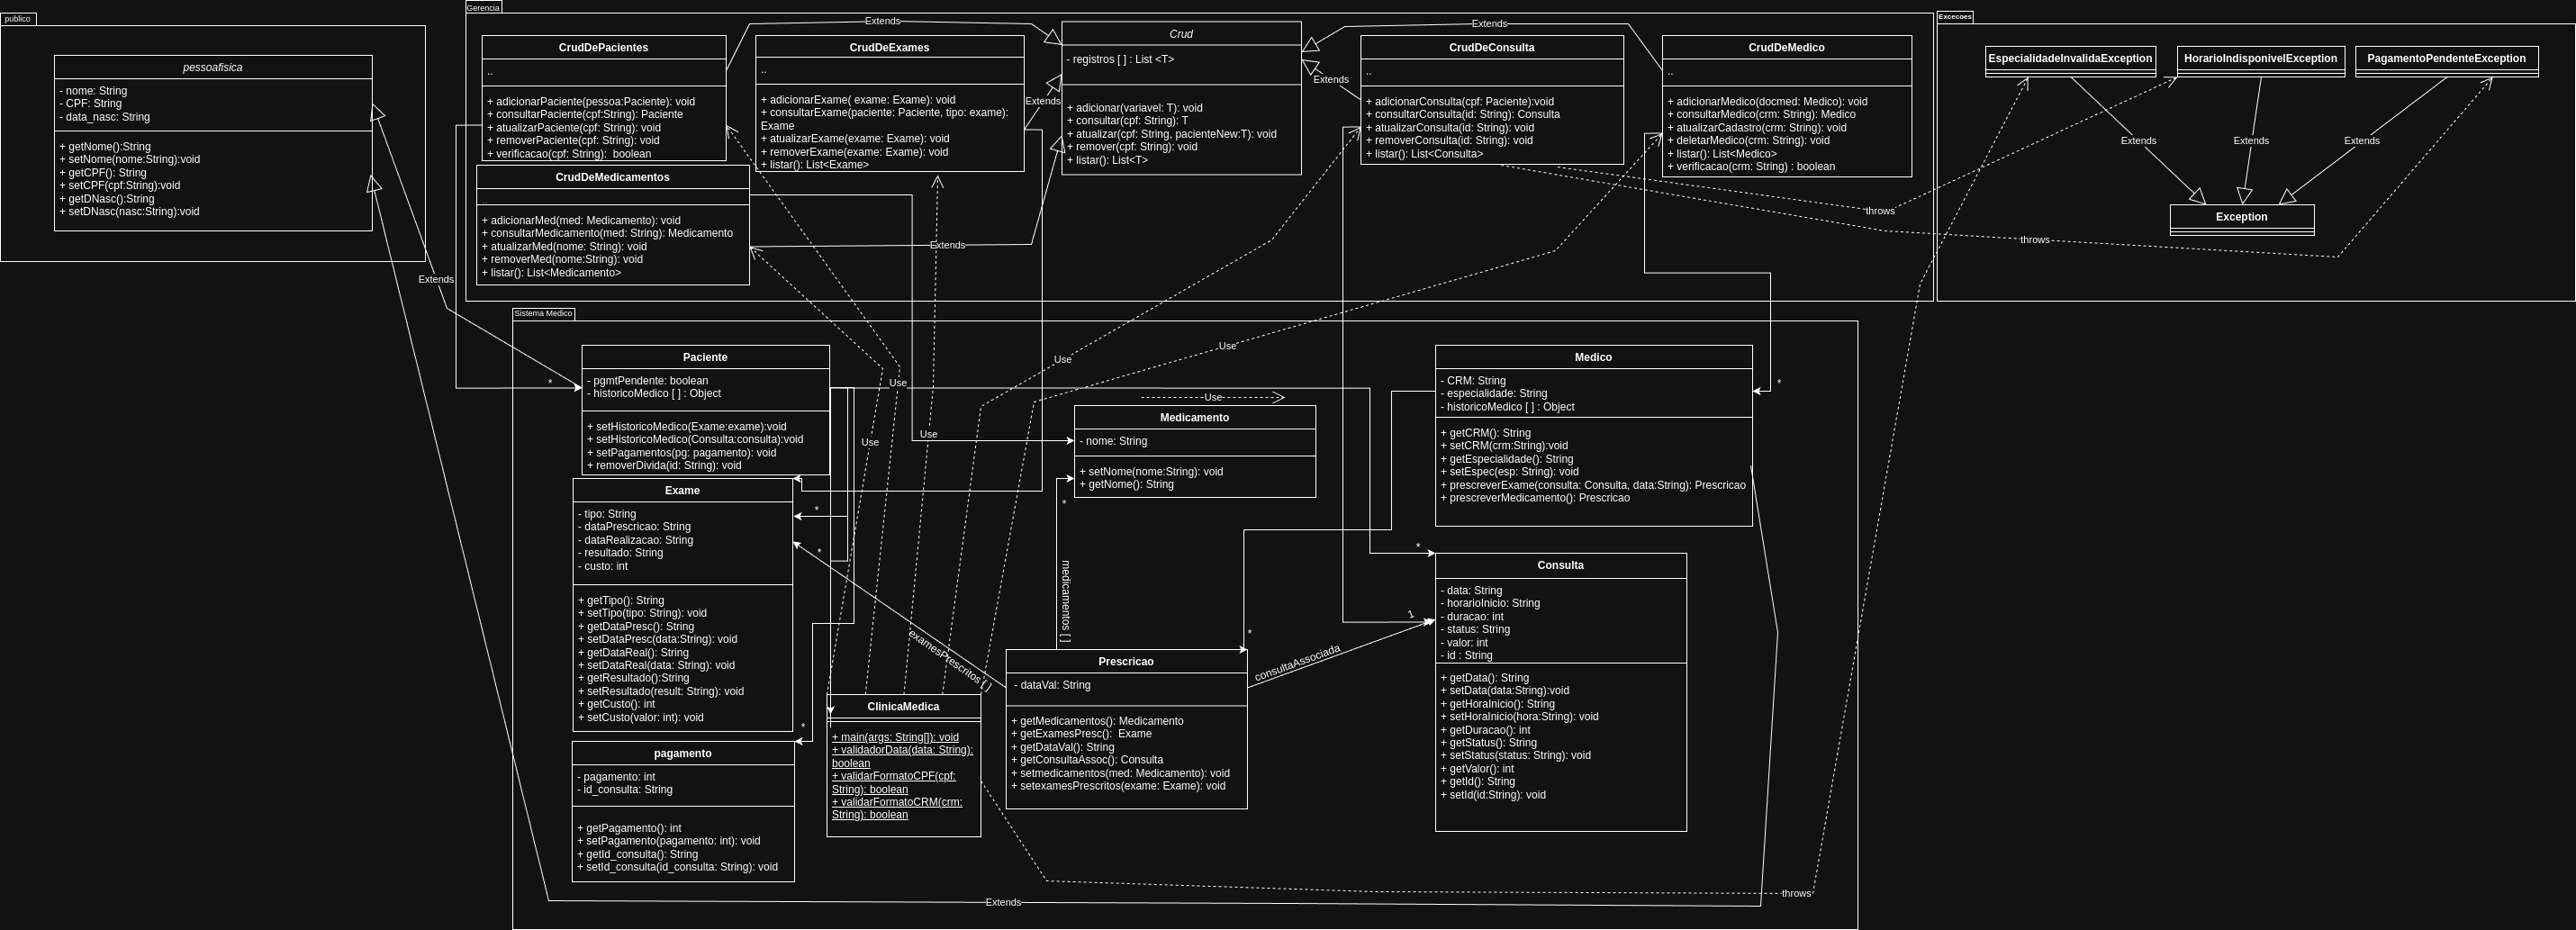 publico
pessoafisica
- nome: String
- CPF: String
- data_nasc: String
+ getNome():String
+ setNome(nome:String):void
+ getCPF(): String
+ setCPF(cpf:String):void
+ getDNasc():String
+ setDNasc(nasc:String):void
Extends
Gerencia
CrudDePacientes
..
+ adicionarPaciente(pessoa:Paciente): void
+ consultarPaciente(cpf:String): Paciente
+ atualizarPaciente(cpf: String): void
+ removerPaciente(cpf: String): void
+ verificacao(cpf: String): boolean
Extends
CrudDeExames
..
+ adicionarExame( exame: Exame): void
+ consultarExame(paciente: Paciente, tipo: exame):
Exame
+ atualizarExame(exame: Exame): void
+ removerExame(exame: Exame): void
+ listar(): List<Exame>
Extends
CrudDeMedicamentos
+ adicionarMed(med: Medicamento): void
+ consultarMedicamento(med: String): Medicamento
+ atualizarMed(nome: String): void
+ removerMed(nome:String): void
+ listar(): List<Medicamento>
Extends
Crud
- registros [ ] : List <T>
+ adicionar(variavel: T): void
+ consultar(cpf: String): T
+ atualizar(cpf: String, pacienteNew:T): void
+ remover(cpf: String): void
+ listar(): List<T>
Extends
Extends
CrudDeConsulta
..
+ adicionarConsulta(cpf: Paciente):void
+ consultarConsulta(id: String): Consulta
+ atualizarConsulta(id: String): void
+ removerConsulta(id: String): void
+ listar(): List<Consulta>
CrudDeMedico
..
+ adicionarMedico(docmed: Medico): void
+ consultarMedico(crm: String): Medico
+ atualizarCadastro(crm: String): void
+ deletarMedico(crm: String): void
+ listar(): List<Medico>
+ verificacao(crm: String) : boolean
throws
throws
Excecoes
EspecialidadeInvalidaException
HorarioIndisponivelException
PagamentoPendenteException
Extends
Extends
Extends
Exception
Sistema Medico
Paciente
- pgmtPendente: boolean
- historicoMedico [ ] : Object
+ setHistoricoMedico(Exame:exame):void
+ setHistoricoMedico(Consulta:consulta):void
+ setPagamentos(pg: pagamento): void
+ removerDivida(id: String): void
*
Exame
- tipo: String
- dataPrescricao: String
- dataRealizacao: String
- resultado: String
- custo: int
+ getTipo(): String
+ setTipo(tipo: String): void
+ getDataPresc(): String
+ setDataPresc(data:String): void
+ getDataReal(): String
+ setDataReal(data: String): void
+ getResultado():String
+ setResultado(result: String): void
+ getCusto(): int
+ setCusto(valor: int): void
*
*
*
pagamento
- pagamento: int
- id_consulta: String
+ getPagamento(): int
+ setPagamento(pagamento: int): void
+ getId_consulta(): String
+ setId_consulta(id_consulta: String): void
Use
Use
Use
Use
Use
Use
ClinicaMedica
+ main(args: String[]): void
+ validadorData(data: String):
boolean
+ validarFormatoCPF(cpf:
String): boolean
+ validarFormatoCRM(crm:
String): boolean
examesPrescritos [ ]
Medicamento
- nome: String
+ setNome(nome:String): void
+ getNome(): String
*
medicamentos [ ]
Prescricao
- dataVal: String
+ getMedicamentos(): Medicamento
+ getExamesPresc(): Exame
+ getDataVal(): String
+ getConsultaAssoc(): Consulta
+ setmedicamentos(med: Medicamento): void
+ setexamesPrescritos(exame: Exame): void
*
consultaAssociada
1
Medico
- CRM: String
- especialidade: String
- historicoMedico [ ] : Object
+ getCRM(): String
+ setCRM(crm:String):void
+ getEspecialidade(): String
+ setEspec(esp: String): void
+ prescreverExame(consulta: Consulta, data:String): Prescricao
+ prescreverMedicamento(): Prescricao
*
*
Consulta
- data: String
- horarioInicio: String
- duracao: int
- status: String
- valor: int
- id : String
+ getData(): String
+ setData(data:String):void
+ getHoraInicio(): String
+ setHoraInicio(hora:String): void
+ getDuracao(): int
+ getStatus(): String
+ setStatus(status: String): void
+ getValor(): int
+ getId(): String
+ setId(id:String): void
throws
Extends